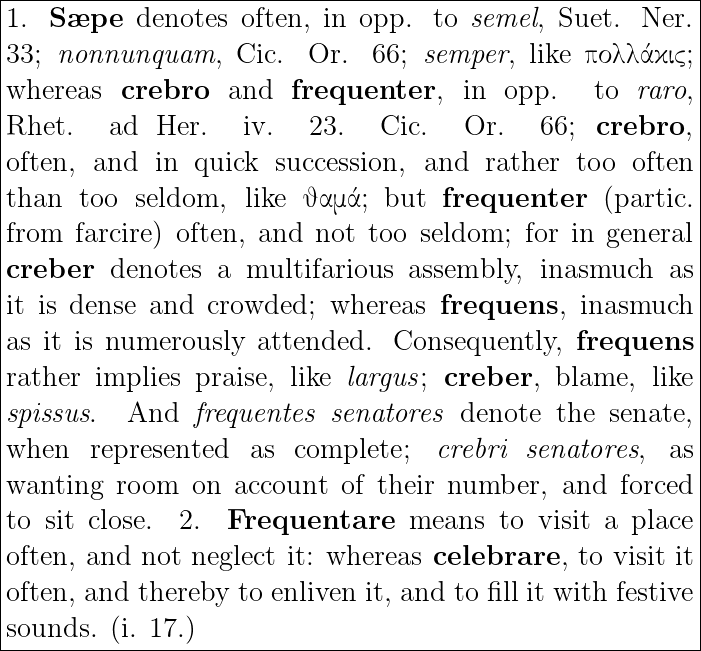 1. Sæpe denotes often, in opp. to semel, Suet. Ner.
33; nonnunquam, Cic. Or. 66; semper, like πολλάκις;
whereas crebro and frequenter, in opp. to raro,
Rhet. ad Her. iv. 23. Cic. Or. 66; crebro,
often, and in quick succession, and rather too often
than too seldom, like ϑαμά; but frequenter (partic.
from farcire) often, and not too seldom; for in general
creber denotes a multifarious assembly, inasmuch as
it is dense and crowded; whereas frequens, inasmuch
as it is numerously attended. Consequently, frequens
rather implies praise, like largus; creber, blame, like
spissus. And frequentes senatores denote the senate,
when represented as complete; crebri senatores, as
wanting room on account of their number, and forced
to sit close. 2. Frequentare means to visit a place
often, and not neglect it: whereas celebrare, to visit it
often, and thereby to enliven it, and to fill it with festive
sounds. (i. 17.)